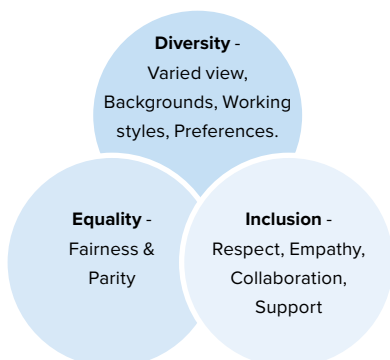 Diversity -
Varied view,
Backgrounds, Working
styles, Preferences.
Equality -
Fairness &
Parity
Inclusion -
Respect, Empathy,
Collaboration,
Support